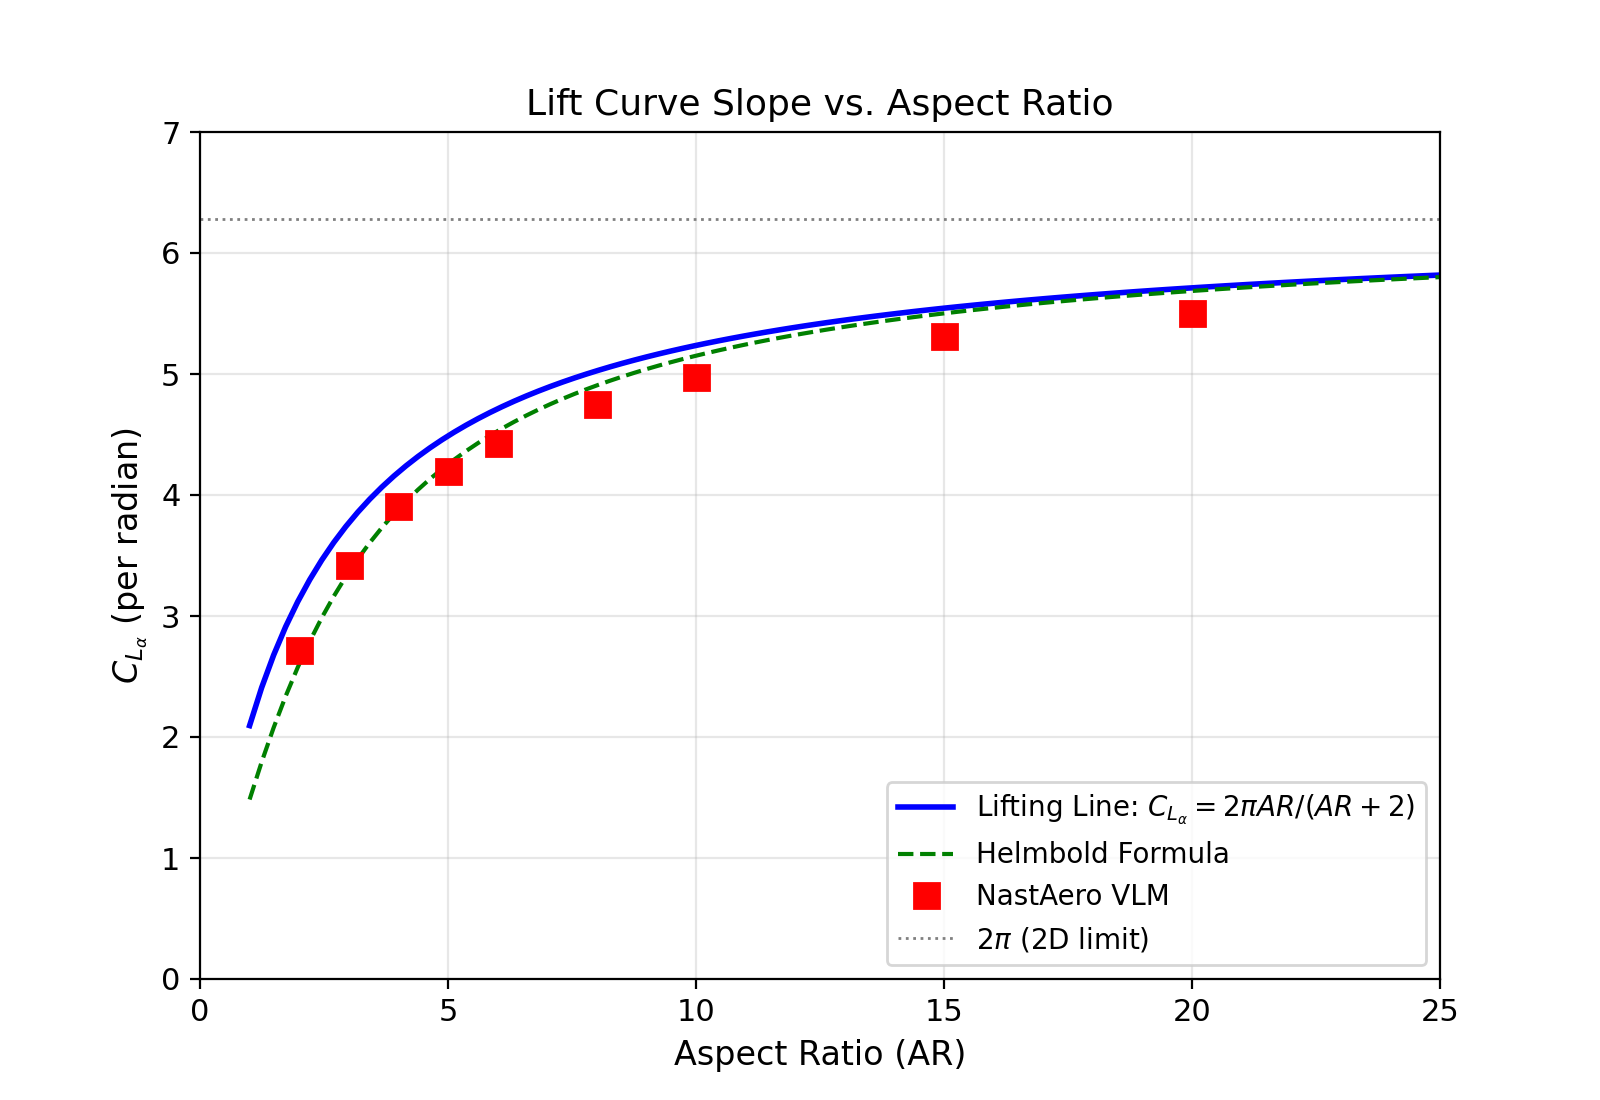 Lift Curve Slope vs. Aspect Ratio
7
6
5
4
3
2
1
0
C_{L_α} (per radian)
0 5 10 15 20 25
Aspect Ratio (AR)
Lifting Line: C_{L_α} = 2πAR/(AR + 2)
Helmbold Formula
NastAero VLM
2π (2D limit)